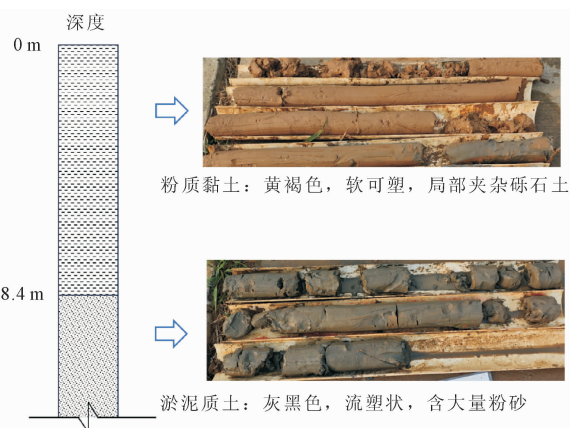 深度
0 m
粉质黏土：黄褐色，软可塑，局部夹杂砾石土
8.4 m
淤泥质土：灰黑色，流塑状，含大量粉砂